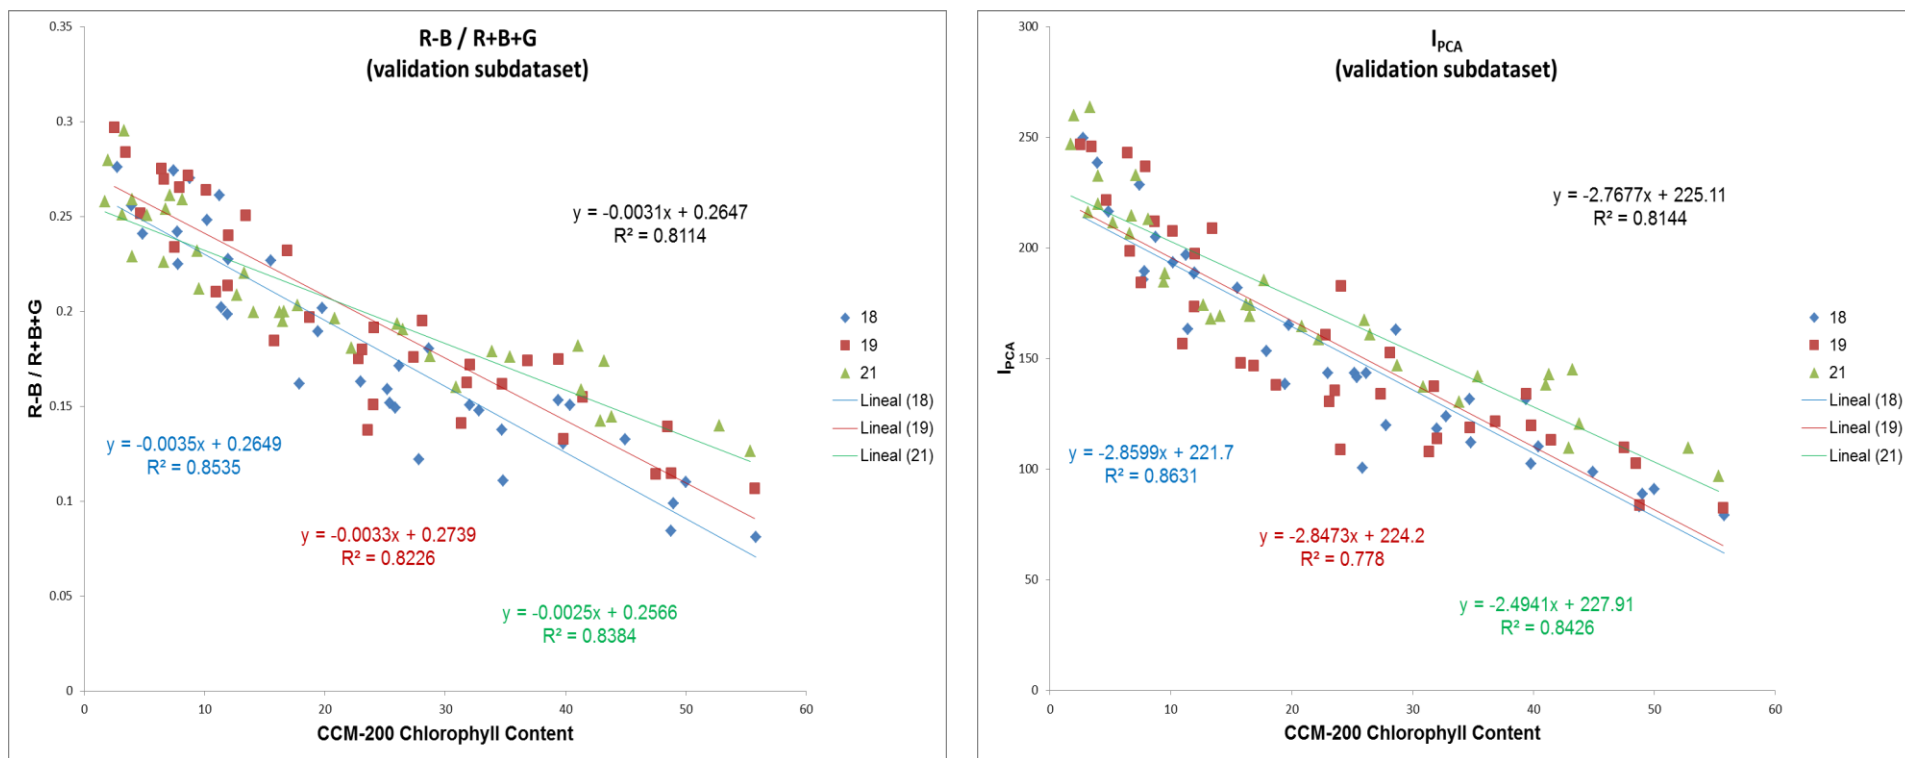 R-B / R+B+G
(validation subdataset)
0.35
0.3
0.25
0.2
0.15
0.1
0.05
0
R-B / R+B+G
y = -0.0031x + 0.2647
R² = 0.8114
y = -0.0035x + 0.2649
R² = 0.8535
y = -0.0033x + 0.2739
R² = 0.8226
y = -0.0025x + 0.2566
R² = 0.8384
18
19
21
Lineal (18)
Lineal (19)
Lineal (21)
0 10 20 30 40 50 60
CCM-200 Chlorophyll Content
I_PCA
(validation subdataset)
300
250
200
150
100
50
0
I_PCA
y = -2.7677x + 225.11
R² = 0.8144
y = -2.8599x + 221.7
R² = 0.8631
y = -2.8473x + 224.2
R² = 0.778
y = -2.4941x + 227.91
R² = 0.8426
18
19
21
Lineal (18)
Lineal (19)
Lineal (21)
0 10 20 30 40 50 60
CCM-200 Chlorophyll Content